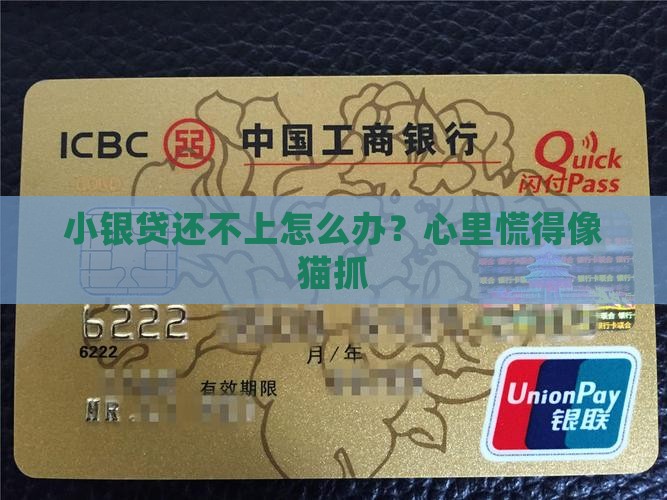 ICBC 中国工商银行
Quick
闪付Pass
小银贷还不上怎么办？心里慌得像
猫抓
6222
6222
月/年
有效期限
MR.
UnionPay
银联